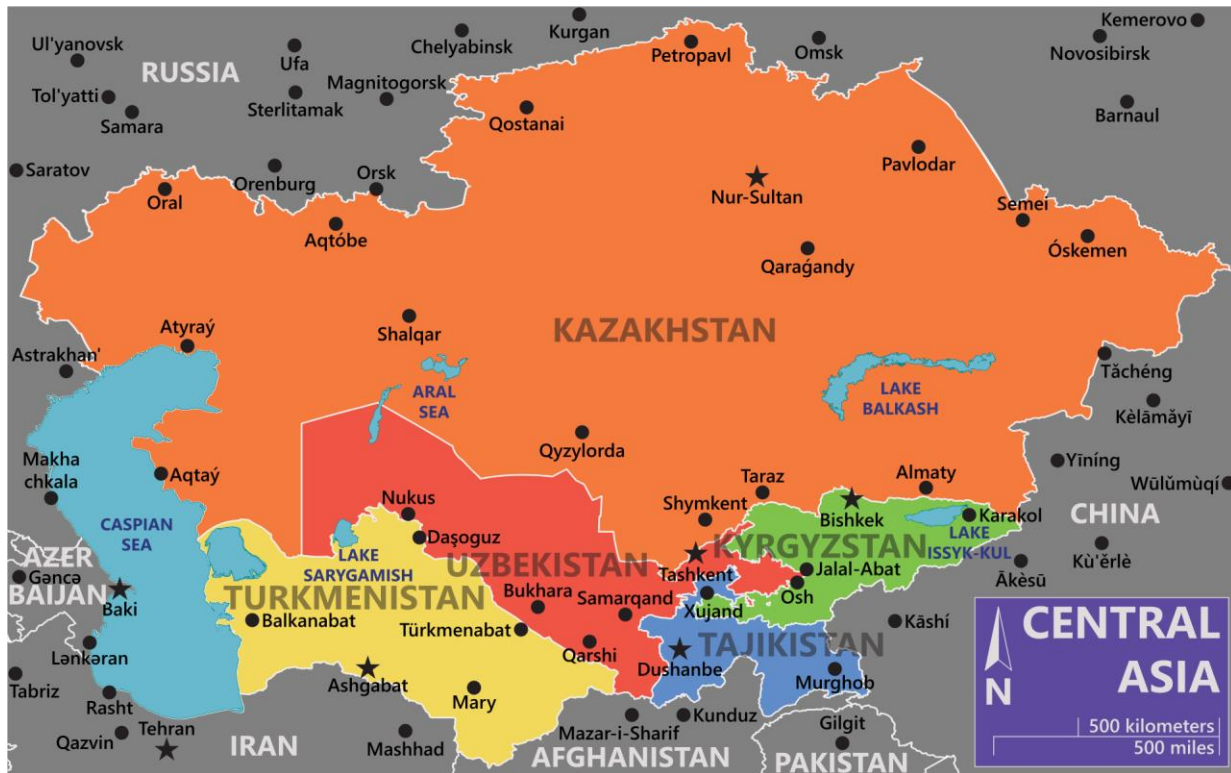 Kurgan
Kemerovo
Ul'yanovsk
Chelyabinsk
Petropavl
Omsk
Novosibirsk
RUSSIA
Ufa
Magnitogorsk
Tol'yatti
Sterlitamak
Samara
Qostanai
Barnaul
Saratov
Orenburg
Orsk
Pavlodar
Oral
Nur-Sultan
Semei
Aqtóbe
Qaraǵandy
Óskemen
Atyraý
Shalqar
KAZAKHSTAN
Astrakhan'
Tǎchéng
ARAL
SEA
LAKE
BALKASH
Kèlāmǎyī
Qyzylorda
Makha
chkala
Aqtaý
Yīníng
Taraz
Almaty
Wūlǔmùqí
Nukus
Shymkent
Bishkek
Karakol
CHINA
CASPIAN
SEA
Daşoguz
KYRGYZSTAN
LAKE
ISSYK-KUL
AZER
BAIJAN
Gəncə
LAKE
SARYGAMISH
UZBEKISTAN
Tashkent
Jalal-Abat
Kù'ěrlè
Ākèsū
Baki
TURKMENISTAN
Bukhara
Samarqand
Xujand
Osh
Balkanabat
Türkmenabat
Kāshí
Lənkəran
Qarshi
TAJIKISTAN
Dushanbe
Tabriz
Ashgabat
Mary
Murghob
Rasht
Tehran
Qazvin
IRAN
Mashhad
Mazar-i-Sharif
Kunduz
AFGHANISTAN
Gilgit
PAKISTAN
CENTRAL
ASIA
N
500 kilometers
500 miles